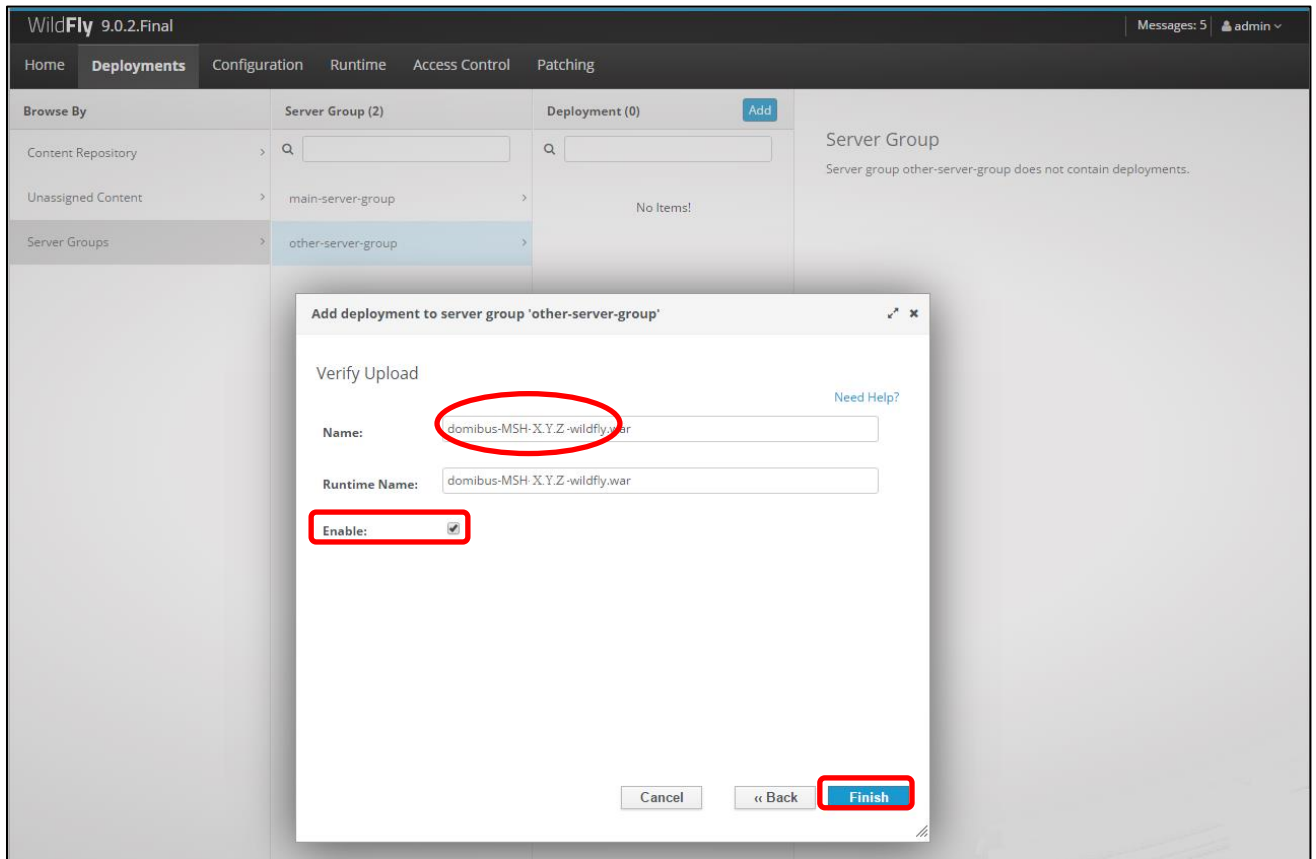 WildFly 9.0.2.Final Messages: 5 admin
Home Deployments Configuration Runtime Access Control Patching
Browse By
Content Repository
Unassigned Content
Server Groups
Server Group (2)
main-server-group
other-server-group
Deployment (0) Add
No Items!
Server Group
Server group other-server-group does not contain deployments.
Add deployment to server group 'other-server-group'
Verify Upload
Need Help?
Name: domibus-MSH-X.Y.Z-wildfly.war
Runtime Name: domibus-MSH-X.Y.Z-wildfly.war
Enable:
Cancel ‹‹ Back Finish